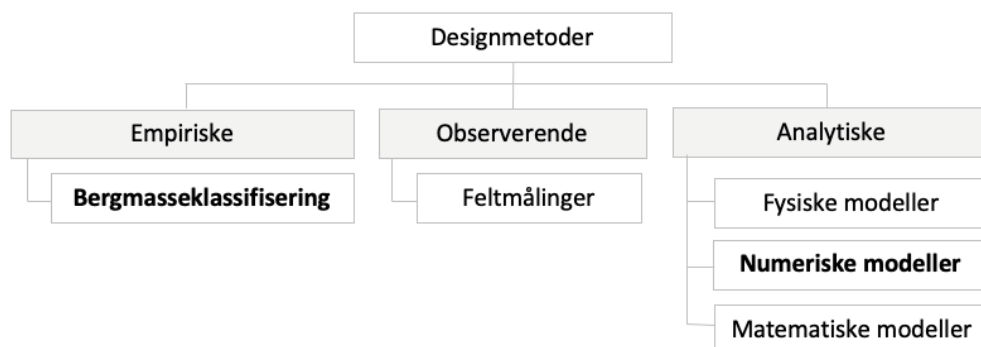 Designmetoder
Empiriske
Observerende
Analytiske
Bergmasseklassifisering
Feltmålinger
Fysiske modeller
Numeriske modeller
Matematiske modeller